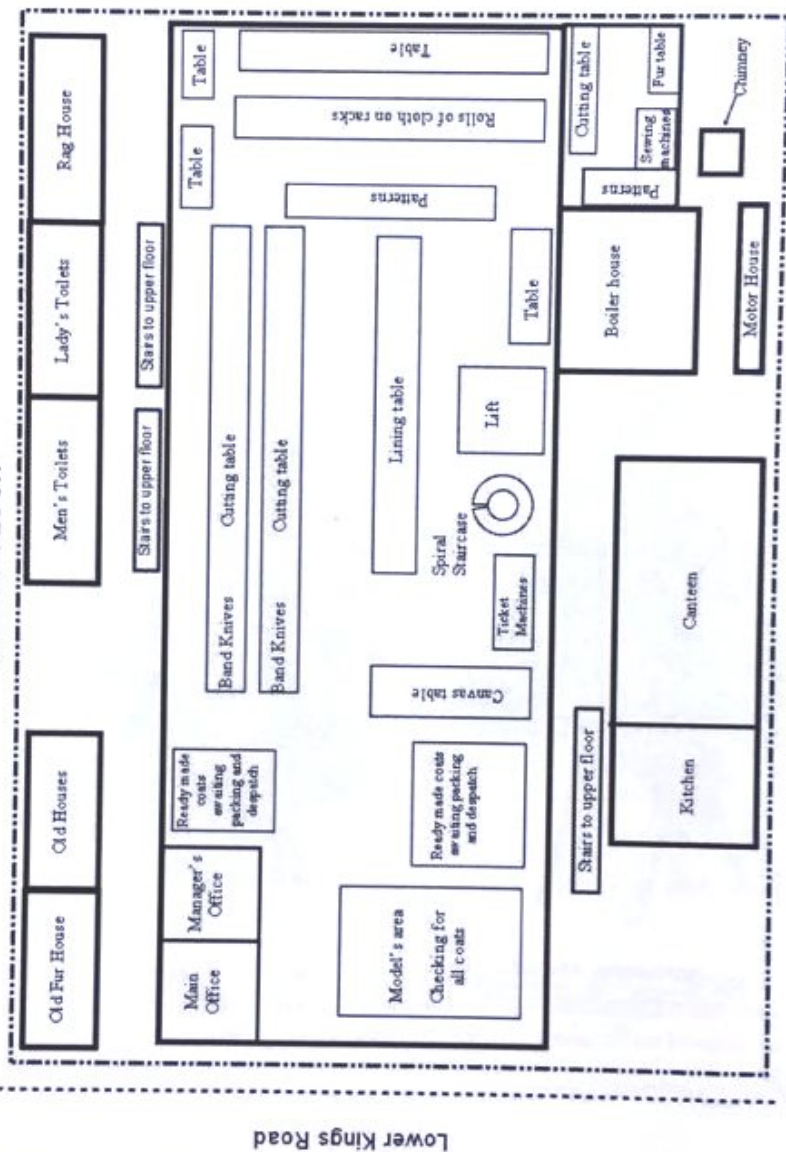 Old Fur House
Old Houses
Men's Toilets
Lady's Toilets
Rag House
Stairs to upper floor
Stairs to upper floor
Main
Office
Manager's
Office
Ready made
coats
awaiting
packing and
despatch
Band Knives
Cutting table
Band Knives
Cutting table
Table
Table
Table
Rolls of cloth on racks
Patterns
Lining table
Model's area
Checking for
all coats
Ready made coats
awaiting packing
and despatch
Canvas table
Spiral
Staircase
Ticket
Machines
Lift
Table
Stairs to upper floor
Kitchen
Canteen
Boiler house
Motor House
Patterns
Cutting table
Sewing
machines
Fur table
Chimney
Lower Kings Road